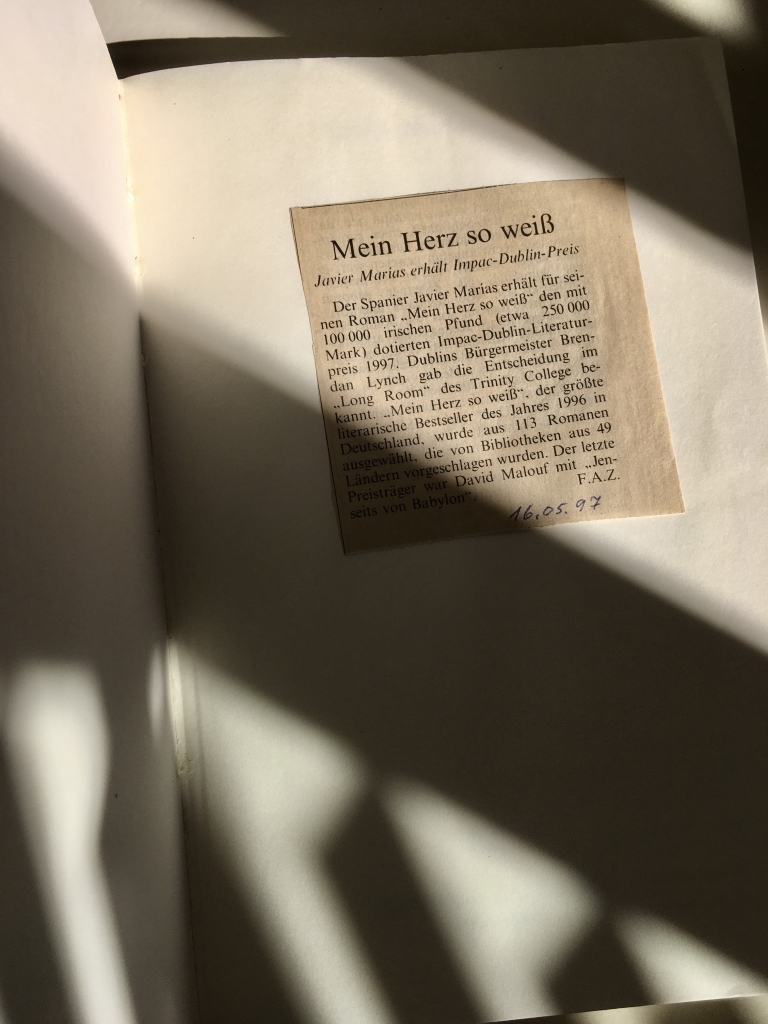 Mein Herz so weiß
Javier Marias erhält Impac-Dublin-Preis
Der Spanier Javier Marías erhält für sei-
nen Roman „Mein Herz so weiß“ den mit
100 000 irischen Pfund (etwa 250 000
Mark) dotierten Impac-Dublin-Literatur-
preis 1997. Dublins Bürgermeister Bren-
dan Lynch gab die Entscheidung im
„Long Room“ des Trinity College be-
kannt. „Mein Herz so weiß“, der größte
literarische Bestseller des Jahres 1996 in
Deutschland, wurde aus 113 Romanen
ausgewählt, die von Bibliotheken aus 49
Ländern vorgeschlagen wurden. Der letzte
Preisträger war David Malouf mit „Jen-
seits von Babylon“. F.A.Z.
16.05.97